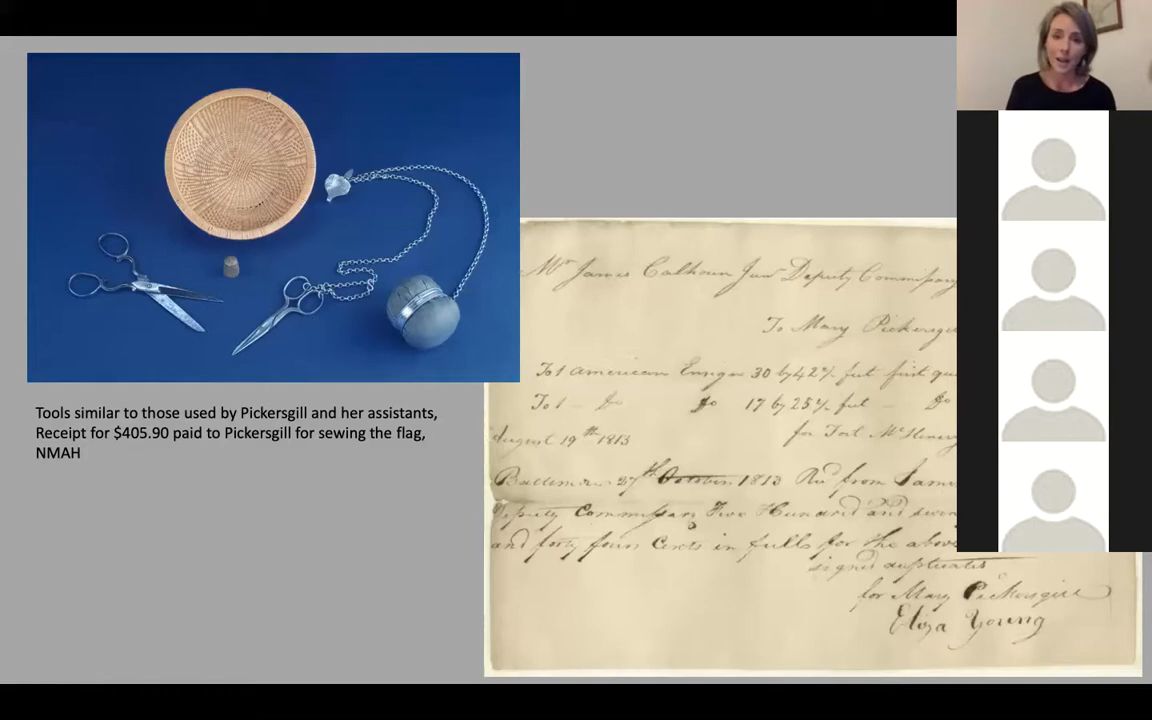 Tools similar to those used by Pickersgill and her assistants,
Receipt for $405.90 paid to Pickersgill for sewing the flag,
NMAH
Mr James Calhoun Junr Deputy Commissary
To Mary Pickersgi
To 1 American Ensign 30 by 42 feet first qu
To 1 — Do Do 17 by 25 feet — Do
August 19th 1813 for Fort McHenry
Baltimore 27th October 1813 Recd from James
Deputy Commissary Five Hundred and
and forty four Cents in full for the above
signed duplicates
for Mary Pickersgill
Eliza Young